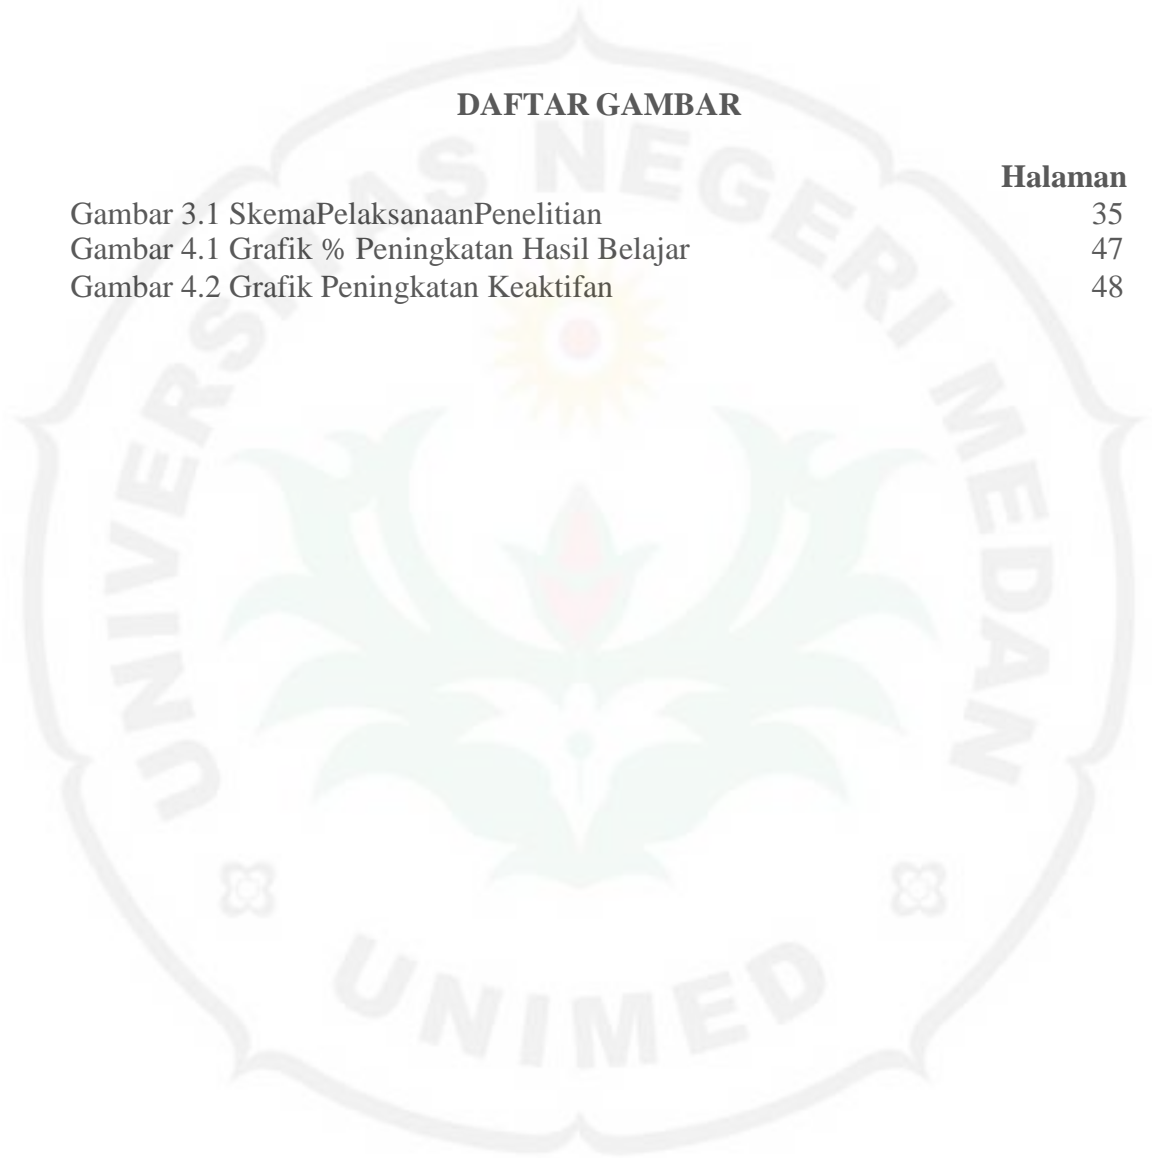 DAFTAR GAMBAR
Halaman
Gambar 3.1 SkemaPelaksanaanPenelitian 35
Gambar 4.1 Grafik % Peningkatan Hasil Belajar 47
Gambar 4.2 Grafik Peningkatan Keaktifan 48
UNIVERSITAS NEGERI MEDAN
UNIMED